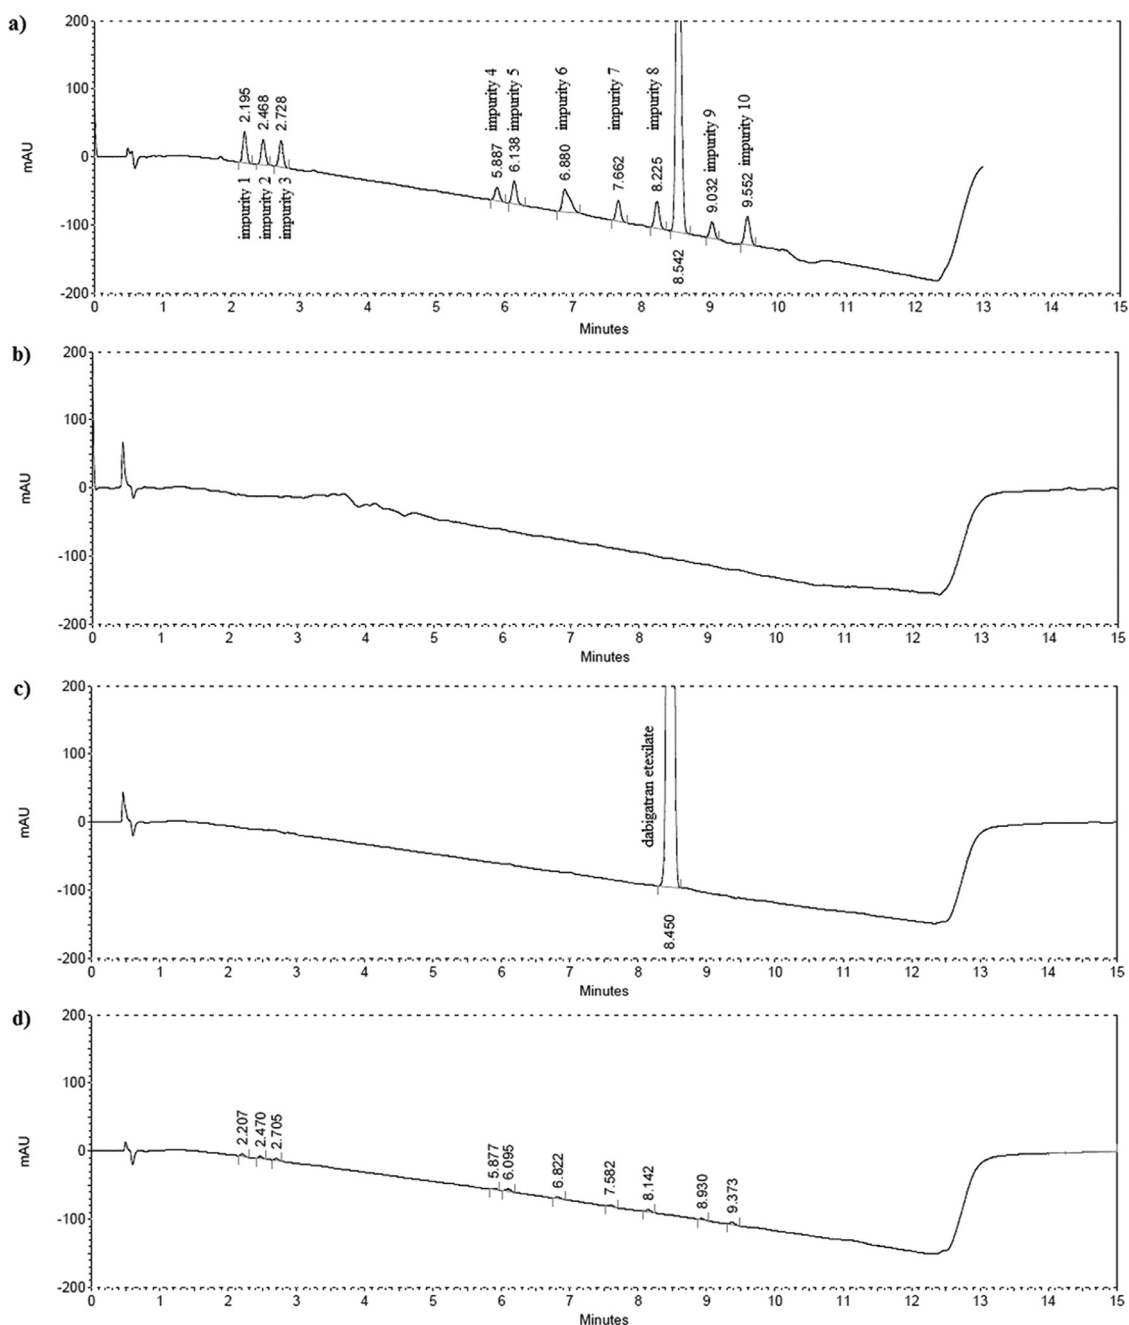 a)
200
100
0
-100
-200
mAU
2.195
2.468
2.728
impurity 1
impurity 2
impurity 3
5.887 impurity 4
6.138 impurity 5
6.880 impurity 6
7.662 impurity 7
8.225 impurity 8
8.542
9.032 impurity 9
9.552 impurity 10
0 1 2 3 4 5 6 7 8 9 10 11 12 13 14 15
Minutes
b)
200
100
0
-100
-200
mAU
0 1 2 3 4 5 6 7 8 9 10 11 12 13 14 15
Minutes
c)
200
100
0
-100
-200
mAU
dabigatran etexilate
8.450
0 1 2 3 4 5 6 7 8 9 10 11 12 13 14 15
Minutes
d)
200
100
0
-100
-200
mAU
2.207
2.470
2.705
5.877
6.095
6.822
7.582
8.142
8.930
9.373
0 1 2 3 4 5 6 7 8 9 10 11 12 13 14 15
Minutes